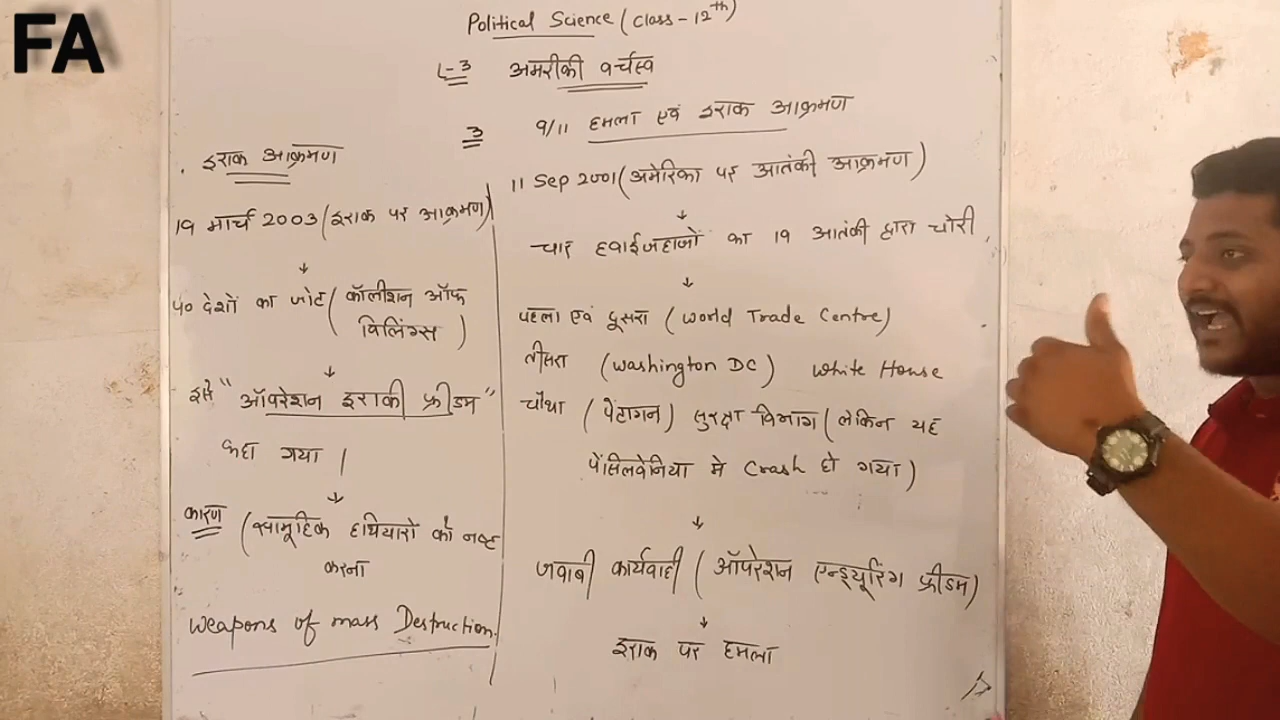 FA
Political Science (Class-12th)
L-3 अमरीकी वर्चस्व
3 9/11 हमला एवं इराक आक्रमण
इराक आक्रमण
19 मार्च 2003 (इराक पर आक्रमण)
↓
50 देशों का जोट (कॉलीशन ऑफ
विलिंग्स)
↓
इसे "ऑपरेशन इराकी फ्रीडम"
कहा गया |
↓
कारण (सामूहिक हथियारों को नष्ट
करना
Weapons of mass Destruction.
11 Sep 2001 (अमेरिका पर आतंकी आक्रमण)
↓
चार हवाईजहाजों का 19 आतंकी द्वारा चोरी,
↓
पहला एवं दूसरा (World Trade Centre)
तीसरा (Washington DC) White House
चौथा (पेंटागन) सुरक्षा विभाग (लेकिन यह
पेंसिलवेनिया मे Crash हो गया)
↓
जवाबी कार्यवाही (ऑपरेशन एन्ड्यूरिंग फ्रीडम)
↓
इराक पर हमला